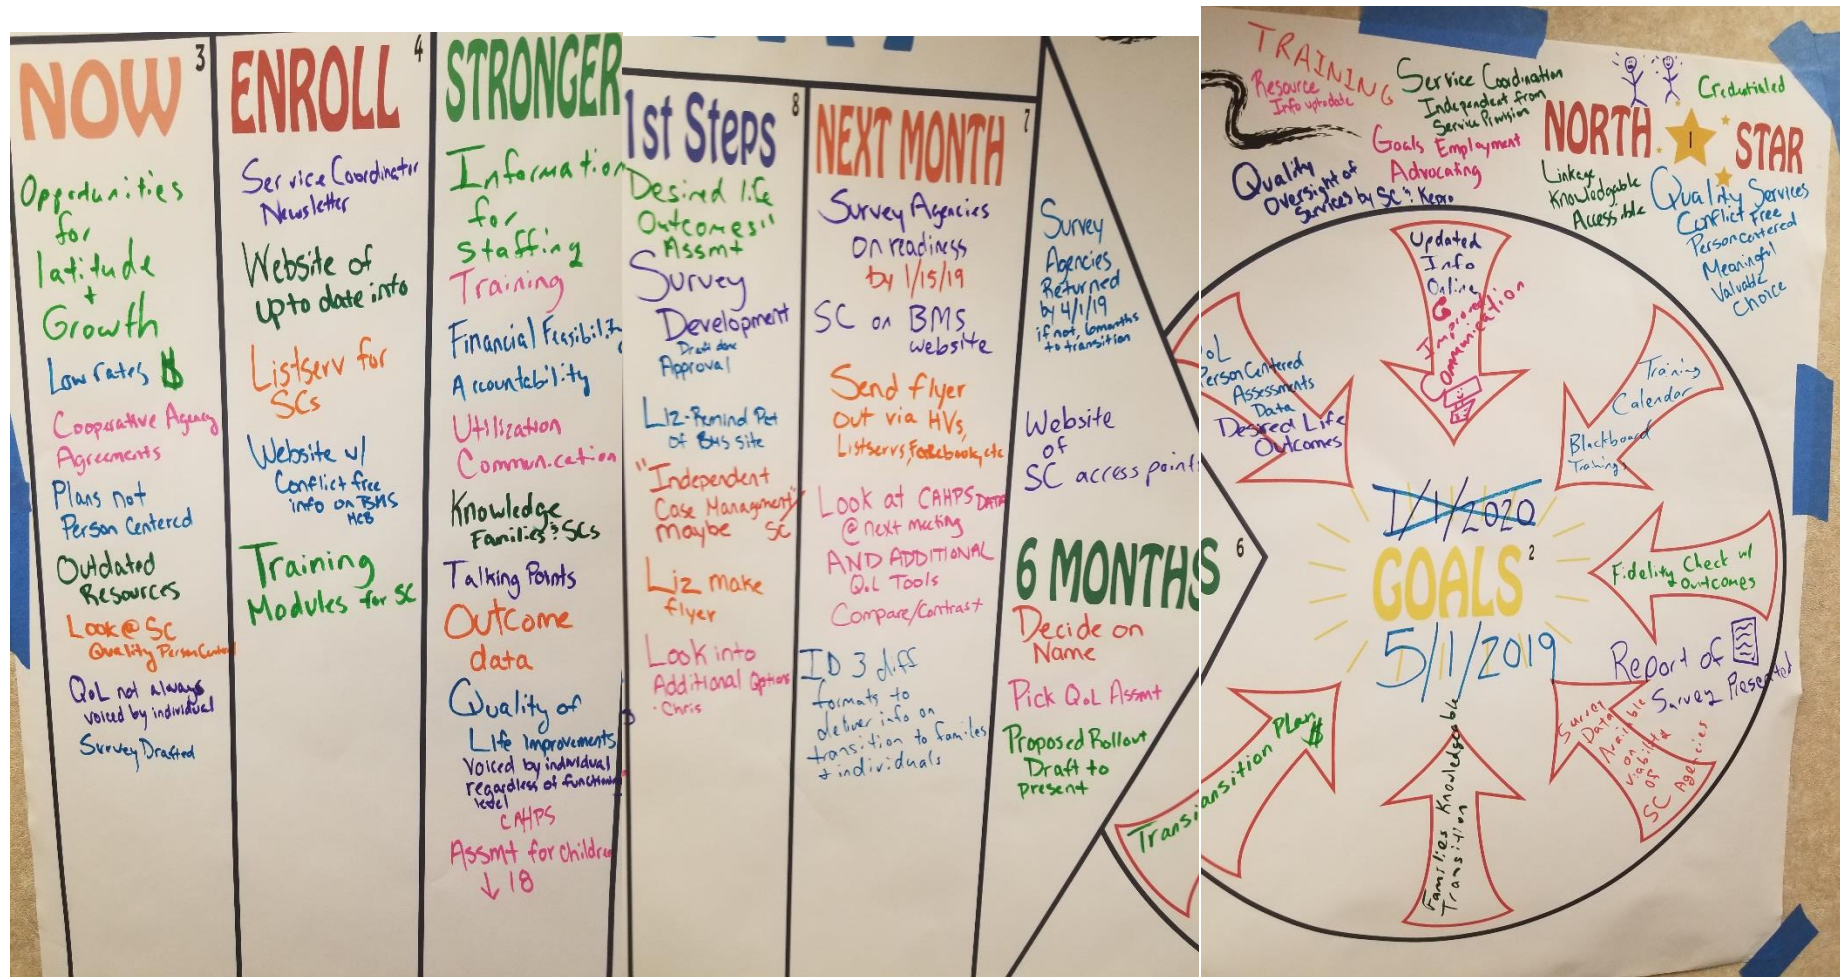 NOW 3
Opportunities
for
latitude
+
Growth
Low rates $
Cooperative Agency
Agreements
Plans not
Person Centered
Outdated
Resources
Look @ SC
Quality Person
QoL not always
voiced by individual
Survey Drafted
ENROLL 4
Service Coordinator
Newsletter
Website of
up to date info
Listserv for
SCs
Website w/
Conflict free
info on BMS
Training
Modules for SC
STRONGER
Information
for
staffing
Training
Financial
Accountability
Utilization
Communication
Knowledge
Families & SCs
Talking Points
Outcome
data
Quality of
Life Improvements
Voiced by individual
regardless of
level
CAHPS
Assmt for
↓ 18
1st Steps 8
Desired life
Outcomes"
Assmt
Survey
Development
Draft done
Approval
Liz-Remind Pat
of BMS site
"Independent
Case Management"
maybe SC
Liz make
flyer
Look into
Additional Options
- Chris
NEXT MONTH 7
Survey Agencies
on readiness
by 1/15/19
SC on BMS
website
Send flyer
out via HVs,
Listservs, Facebook, etc
Look at CAHPS DATA
@ next meeting
AND ADDITIONAL
QoL Tools
Compare/Contrast
ID 3 diff
formats to
deliver info on
transition to families
+ individuals
Survey
Agencies
Returned
by 4/1/19
if not, 6 months
to transition
Website
of
SC access point
6 MONTHS 6
Decide on
Name
Pick QoL Assmt
Proposed Rollout
Draft to
present
TRAINING
Resource
Info up to date
Service Coordination
Independent from
Service Provision
Goals Employment
Advocating
Quality
Oversight of
Services by SC & Kepro
Credentialed
NORTH 1 STAR
Linkage
Knowledgeable
Accessible
Quality Services
Conflict Free
Person centered
Meaningful
Valuable
Choice
Updated
Info
Online
Improved
Communication
Person Centered
Assessments
Data
Desired Life
Outcomes
Training
Calendar
Blackboard
Trainings
1/1/2020
GOALS 2
5/1/2019
Fidelity Check w/
outcomes
Report of
Survey Presented
Survey
Data
Available
on
viability
of
SC Agencies
Families Knowledgeable
Transition
Transition Plan
$